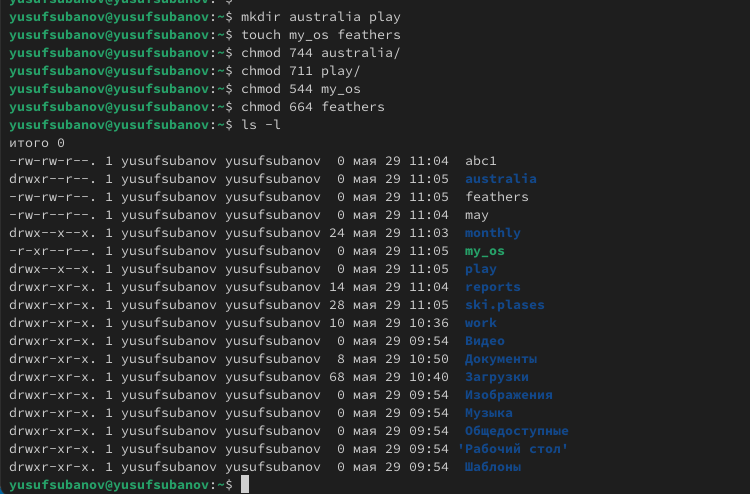 yusufsubanov@yusufsubanov:~$ mkdir australia play
yusufsubanov@yusufsubanov:~$ touch my_os feathers
yusufsubanov@yusufsubanov:~$ chmod 744 australia/
yusufsubanov@yusufsubanov:~$ chmod 711 play/
yusufsubanov@yusufsubanov:~$ chmod 544 my_os
yusufsubanov@yusufsubanov:~$ chmod 664 feathers
yusufsubanov@yusufsubanov:~$ ls -l
итого 0
-rw-rw-r--. 1 yusufsubanov yusufsubanov  0 мая 29 11:04  abc1
drwxr--r--. 1 yusufsubanov yusufsubanov  0 мая 29 11:05  australia
-rw-rw-r--. 1 yusufsubanov yusufsubanov  0 мая 29 11:05  feathers
-rw-r--r--. 1 yusufsubanov yusufsubanov  0 мая 29 11:04  may
drwx--x--x. 1 yusufsubanov yusufsubanov 24 мая 29 11:03  monthly
-r-xr--r--. 1 yusufsubanov yusufsubanov  0 мая 29 11:05  my_os
drwx--x--x. 1 yusufsubanov yusufsubanov  0 мая 29 11:05  play
drwxr-xr-x. 1 yusufsubanov yusufsubanov 14 мая 29 11:04  reports
drwxr-xr-x. 1 yusufsubanov yusufsubanov 28 мая 29 11:05  ski.plases
drwxr-xr-x. 1 yusufsubanov yusufsubanov 10 мая 29 10:36  work
drwxr-xr-x. 1 yusufsubanov yusufsubanov  0 мая 29 09:54  Видео
drwxr-xr-x. 1 yusufsubanov yusufsubanov  8 мая 29 10:50  Документы
drwxr-xr-x. 1 yusufsubanov yusufsubanov 68 мая 29 10:40  Загрузки
drwxr-xr-x. 1 yusufsubanov yusufsubanov  0 мая 29 09:54  Изображения
drwxr-xr-x. 1 yusufsubanov yusufsubanov  0 мая 29 09:54  Музыка
drwxr-xr-x. 1 yusufsubanov yusufsubanov  0 мая 29 09:54  Общедоступные
drwxr-xr-x. 1 yusufsubanov yusufsubanov  0 мая 29 09:54 'Рабочий стол'
drwxr-xr-x. 1 yusufsubanov yusufsubanov  0 мая 29 09:54  Шаблоны
yusufsubanov@yusufsubanov:~$